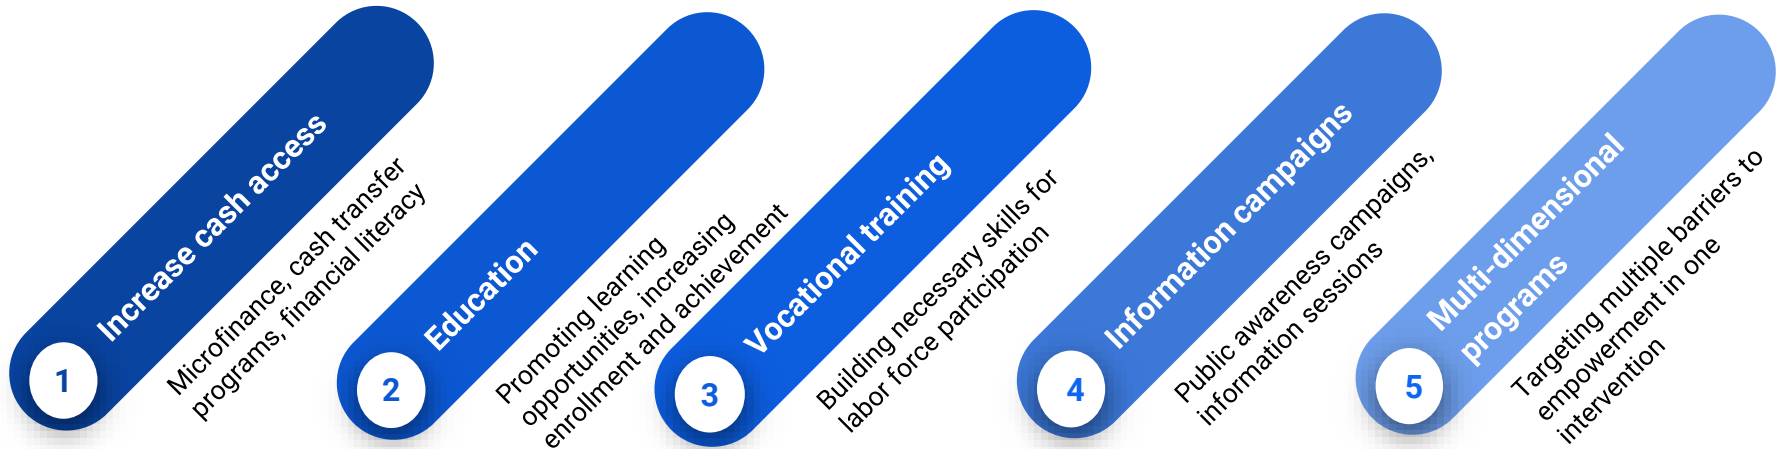 1
Increase cash access
Microfinance, cash transfer
programs, financial literacy
2
Education
Promoting learning
opportunities, increasing
enrollment and achievement
3
Vocational training
Building necessary skills for
labor force participation
4
Information campaigns
Public awareness campaigns,
information sessions
5
Multi-dimensional
programs
Targeting multiple barriers to
empowerment in one
intervention